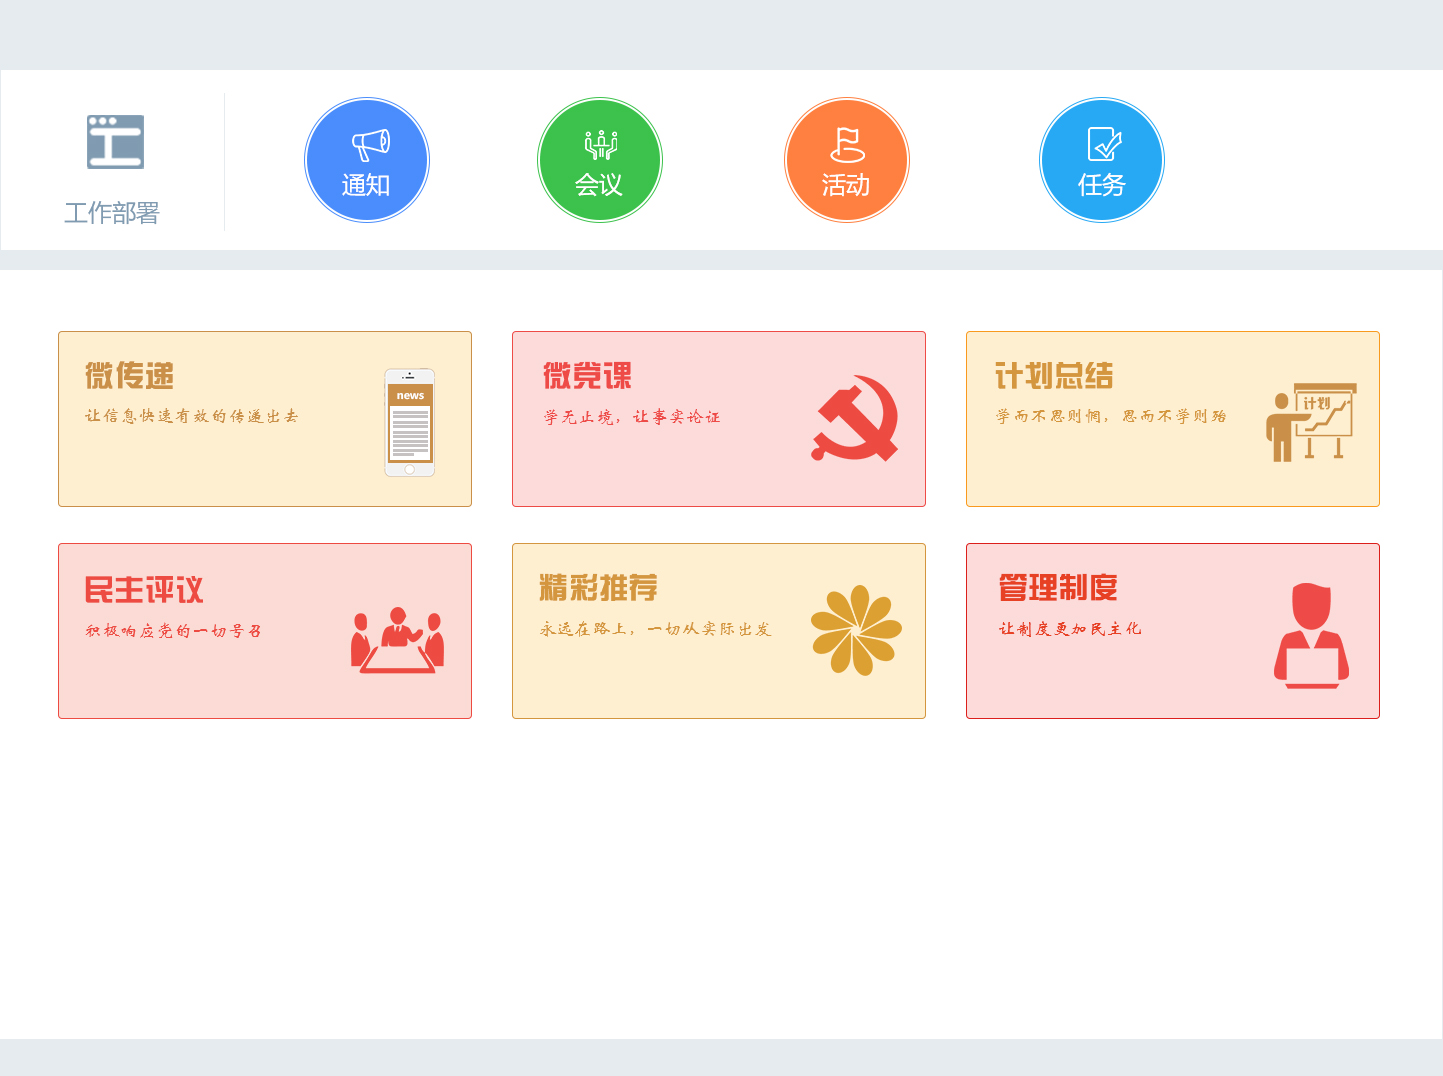 工作部署
通知
会议
活动
任务
微传递
让信息快速有效的传递出去
news
微党课
学无止境，让事实论证
计划总结
学而不思则惘，思而不学则殆
计划
民主评议
积极响应党的一切号召
精彩推荐
永远在路上，一切从实际出发
管理制度
让制度更加民主化